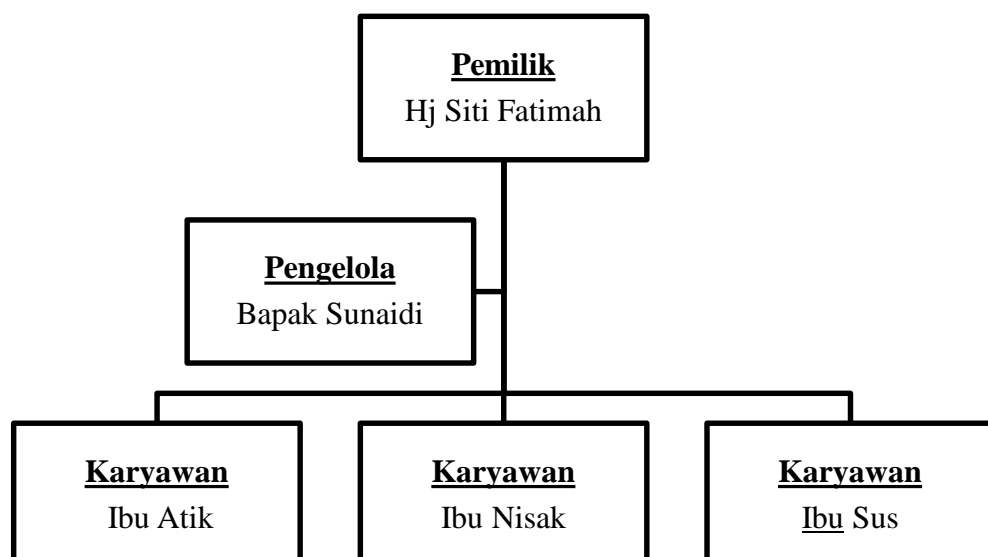 Pemilik
Hj Siti Fatimah
Pengelola
Bapak Sunaidi
Karyawan
Ibu Atik
Karyawan
Ibu Nisak
Karyawan
Ibu Sus